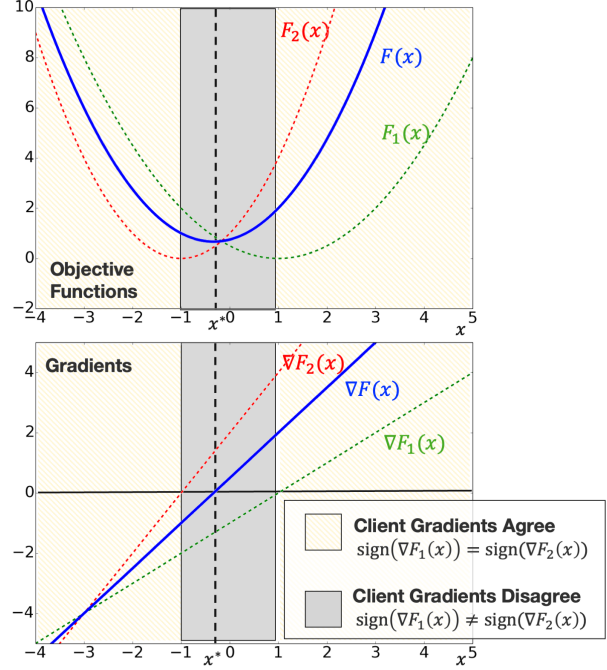 10
8
6
4
2
0
−2
F₂(x)
F(x)
F₁(x)
Objective
Functions
−4 −3 −2 −1 0 1 2 3 4 5
x* x
Gradients
4
2
0
−2
−4
∇F₂(x)
∇F(x)
∇F₁(x)
Client Gradients Agree
sign(∇F₁(x)) = sign(∇F₂(x))
Client Gradients Disagree
sign(∇F₁(x)) ≠ sign(∇F₂(x))
−4 −3 −2 −1 0 1 2 3 4 5
x* x